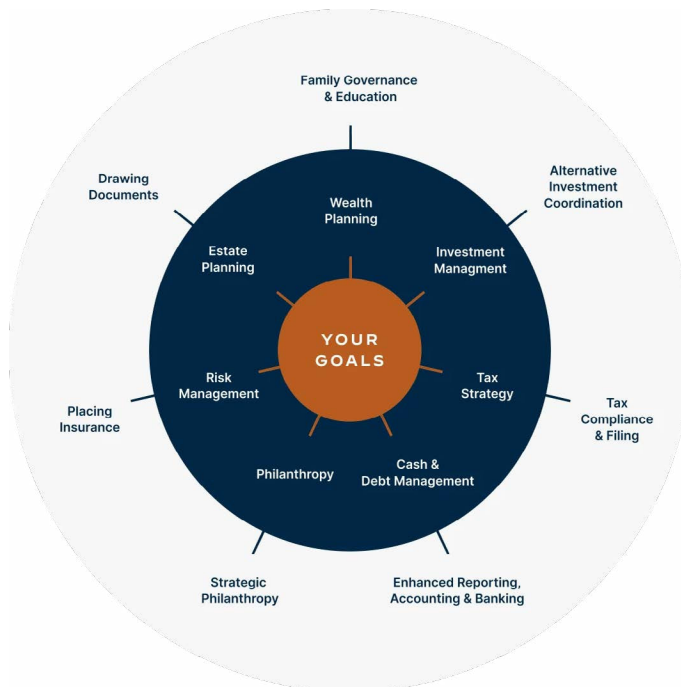 Family Governance
& Education
Drawing
Documents
Alternative
Investment
Coordination
Wealth
Planning
Estate
Planning
Investment
Managment
YOUR
GOALS
Risk
Management
Tax
Strategy
Placing
Insurance
Tax
Compliance
& Filing
Philanthropy
Cash &
Debt Management
Strategic
Philanthropy
Enhanced Reporting,
Accounting & Banking